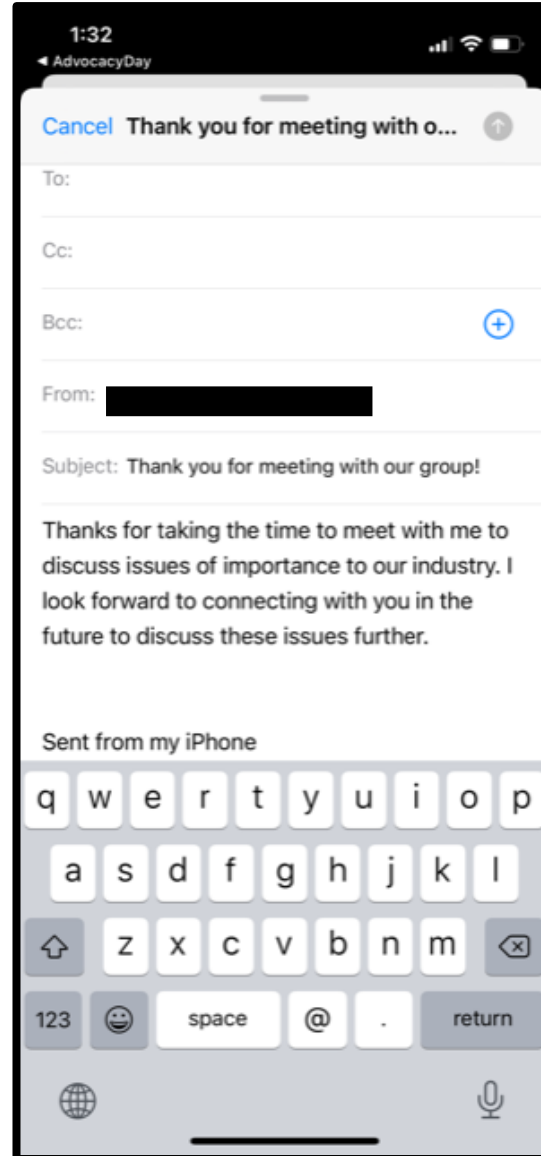 1:32
◀ AdvocacyDay
Cancel Thank you for meeting with o...
To:
Cc:
Bcc:
From:
Subject: Thank you for meeting with our group!
Thanks for taking the time to meet with me to
discuss issues of importance to our industry. I
look forward to connecting with you in the
future to discuss these issues further.
Sent from my iPhone
q w e r t y u i o p
a s d f g h j k l
z x c v b n m
123 space @ . return